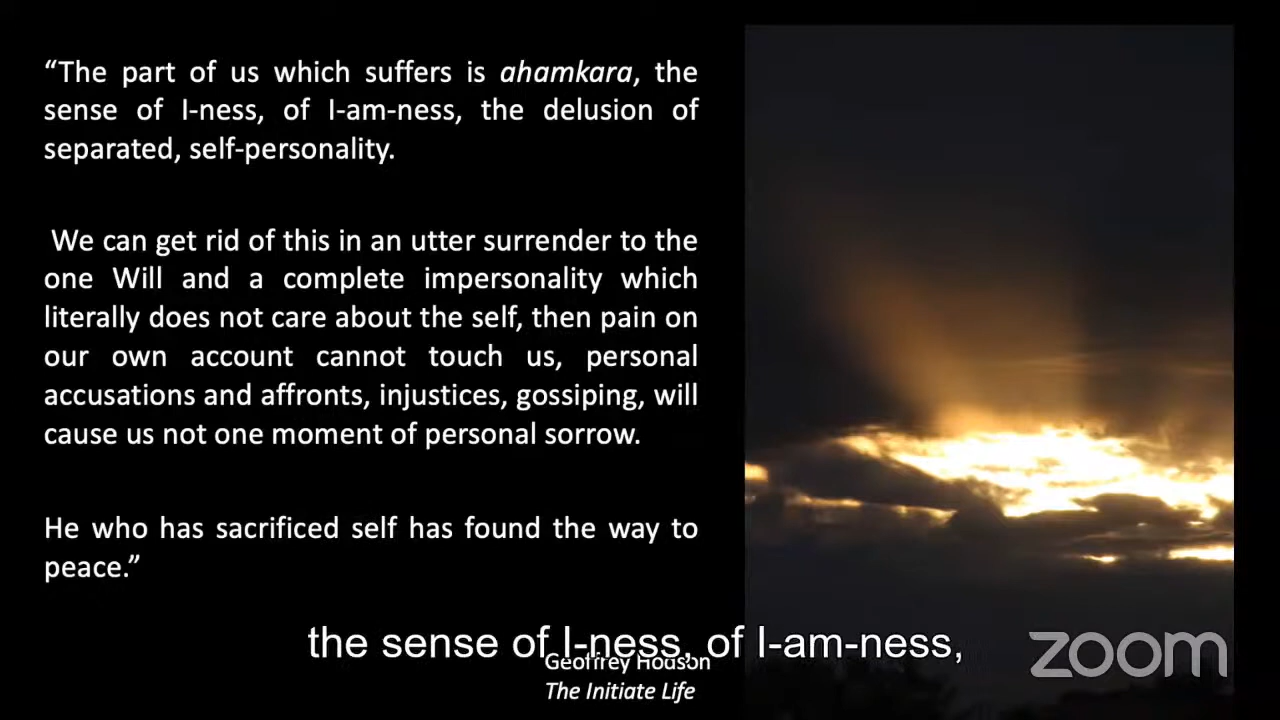 “The part of us which suffers is ahamkara, the
sense of I-ness, of I-am-ness, the delusion of
separated, self-personality.
We can get rid of this in an utter surrender to the
one Will and a complete impersonality which
literally does not care about the self, then pain on
our own account cannot touch us, personal
accusations and affronts, injustices, gossiping, will
cause us not one moment of personal sorrow.
He who has sacrificed self has found the way to
peace.”
the sense of I-ness, of I-am-ness,
Geoffrey Hodson
The Initiate Life
zoom